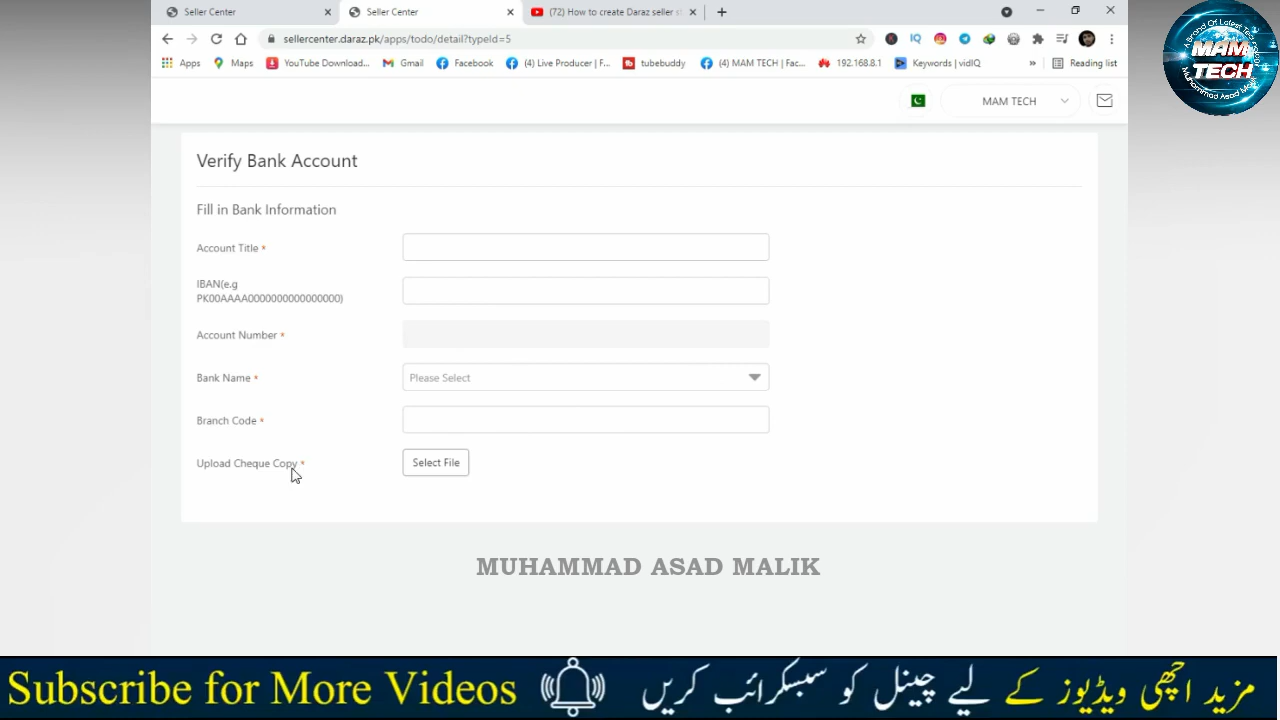 Seller Center
Seller Center
(72) How to create Daraz seller st
sellercenter.daraz.pk/apps/todo/detail?typeId=5
Apps
Maps
YouTube Download...
Gmail
Facebook
(4) Live Producer | F...
tubebuddy
(4) MAM TECH | Fac...
192.168.8.1
Keywords | vidIQ
»
Reading list
MAM TECH
MAM TECH
Verify Bank Account
Fill in Bank Information
Account Title *
IBAN(e.g
PK00AAAA0000000000000000)
Account Number *
Bank Name *
Please Select
Branch Code *
Upload Cheque Copy *
Select File
MUHAMMAD ASAD MALIK
Subscribe for More Videos
مزید اچھی ویڈیوز کے لیے چینل کو سبسکرائب کریں